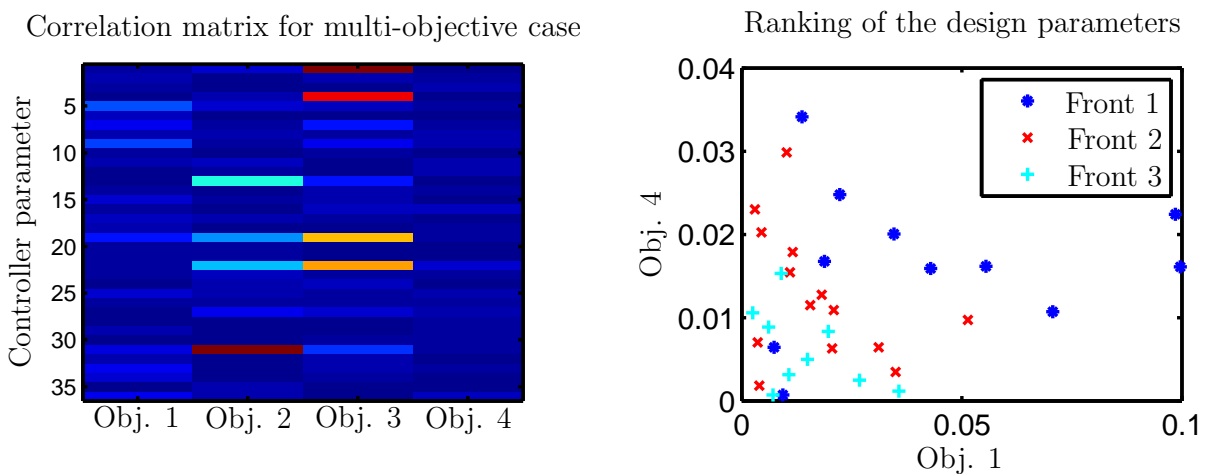 Correlation matrix for multi-objective case
Controller parameter
5
10
15
20
25
30
35
Obj. 1 Obj. 2 Obj. 3 Obj. 4
Ranking of the design parameters
Obj. 4
0.04
0.03
0.02
0.01
0
Front 1
Front 2
Front 3
0 0.05 0.1
Obj. 1